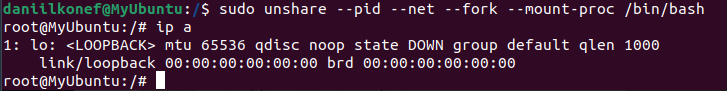 daniilkonef@MyUbuntu:/$ sudo unshare --pid --net --fork --mount-proc /bin/bash
root@MyUbuntu:/# ip a
1: lo: <LOOPBACK> mtu 65536 qdisc noop state DOWN group default qlen 1000
    link/loopback 00:00:00:00:00:00 brd 00:00:00:00:00:00
root@MyUbuntu:/#